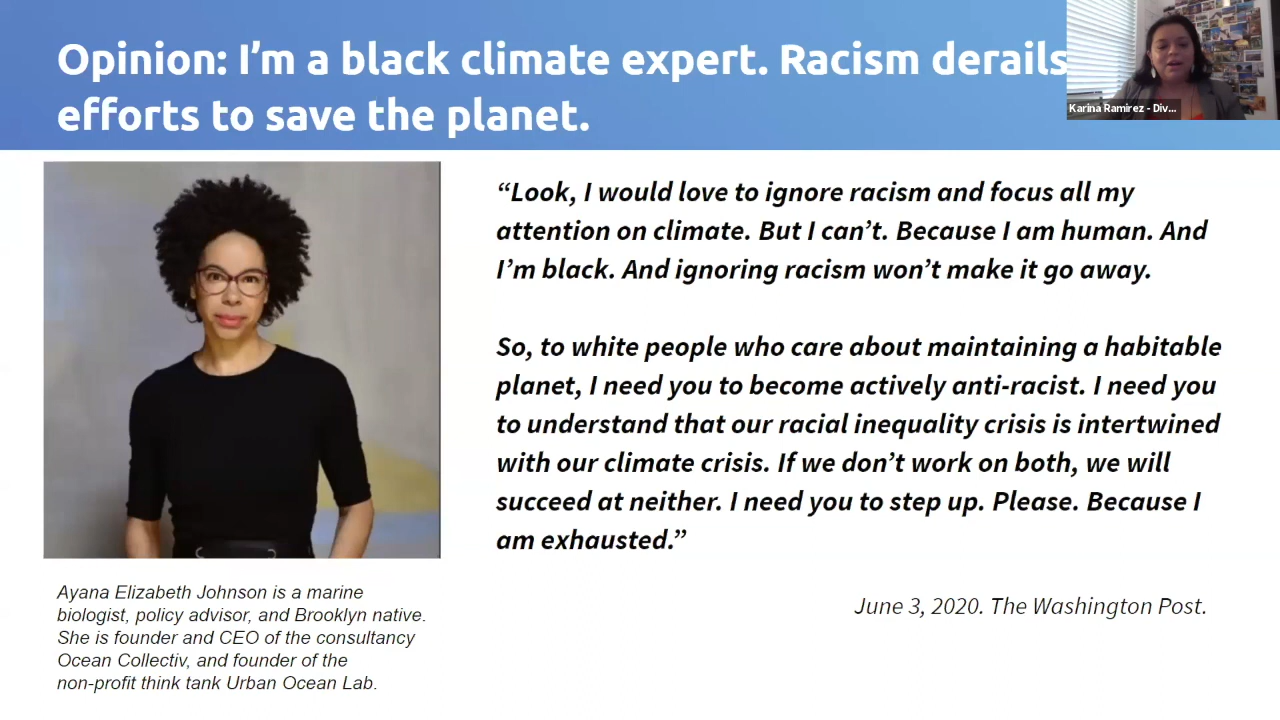 Opinion: I’m a black climate expert. Racism derails
efforts to save the planet.
Karina Ramirez - Div...
“Look, I would love to ignore racism and focus all my
attention on climate. But I can’t. Because I am human. And
I’m black. And ignoring racism won’t make it go away.
So, to white people who care about maintaining a habitable
planet, I need you to become actively anti-racist. I need you
to understand that our racial inequality crisis is intertwined
with our climate crisis. If we don’t work on both, we will
succeed at neither. I need you to step up. Please. Because I
am exhausted.”
June 3, 2020. The Washington Post.
Ayana Elizabeth Johnson is a marine
biologist, policy advisor, and Brooklyn native.
She is founder and CEO of the consultancy
Ocean Collectiv, and founder of the
non-profit think tank Urban Ocean Lab.